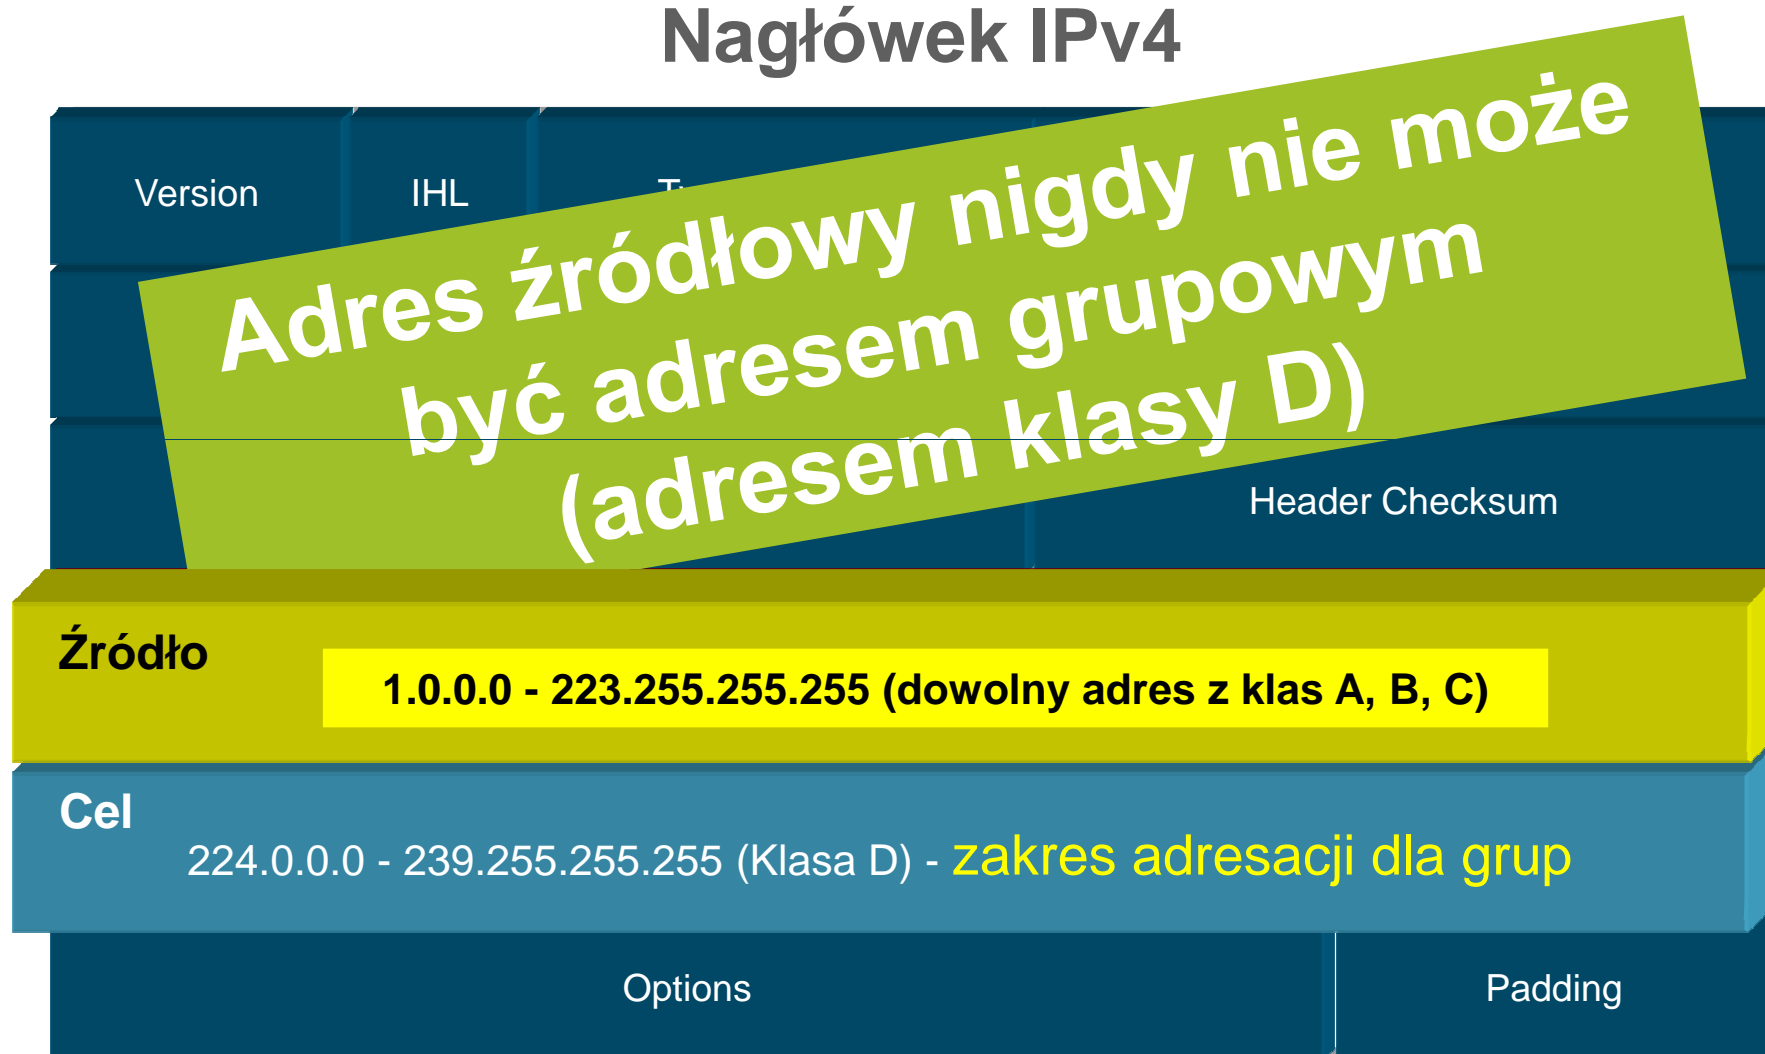 Nagłówek IPv4
Version
IHL
Adres źródłowy nigdy nie może
być adresem grupowym
(adresem klasy D)
Header Checksum
Źródło
1.0.0.0 - 223.255.255.255 (dowolny adres z klas A, B, C)
Cel
224.0.0.0 - 239.255.255.255 (Klasa D) - zakres adresacji dla grup
Options
Padding